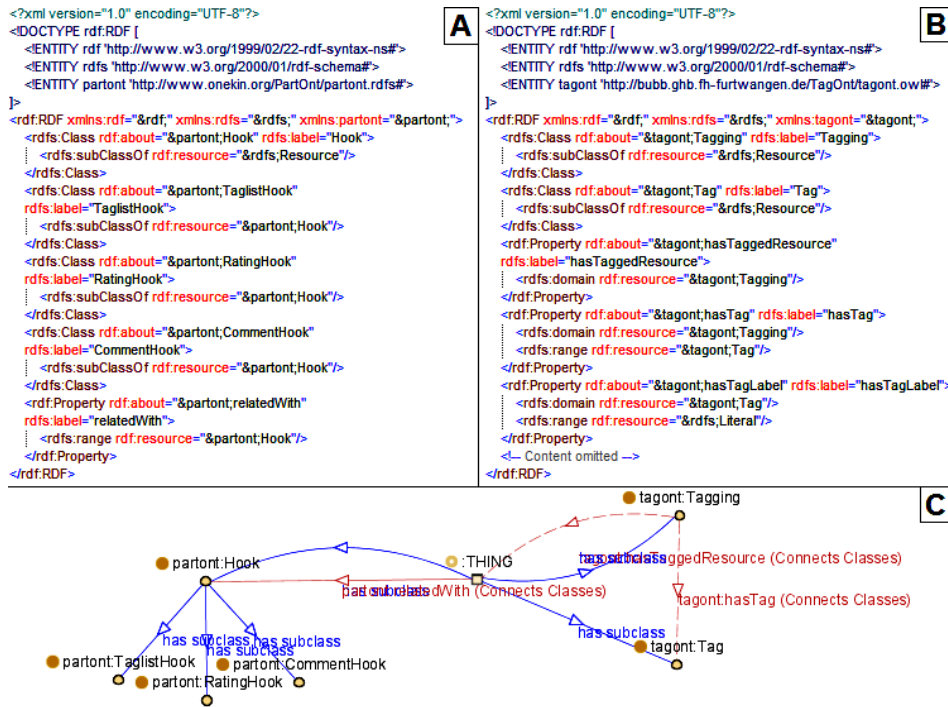 <?xml version="1.0" encoding="UTF-8"?>
<!DOCTYPE rdf:RDF [
<!ENTITY rdf 'http://www.w3.org/1999/02/22-rdf-syntax-ns#'>
<!ENTITY rdfs 'http://www.w3.org/2000/01/rdf-schema#'>
<!ENTITY partont 'http://www.onekin.org/PartOnt/partont.rdfs#'>
]>
<rdf:RDF xmlns:rdf="&rdf;" xmlns:rdfs="&rdfs;" xmlns:partont="&partont;">
<rdfs:Class rdf:about="&partont;Hook" rdfs:label="Hook">
<rdfs:subClassOf rdf:resource="&rdfs;Resource"/>
</rdfs:Class>
<rdfs:Class rdf:about="&partont;TaglistHook"
rdfs:label="TaglistHook">
<rdfs:subClassOf rdf:resource="&partont;Hook"/>
</rdfs:Class>
<rdfs:Class rdf:about="&partont;RatingHook"
rdfs:label="RatingHook">
<rdfs:subClassOf rdf:resource="&partont;Hook"/>
</rdfs:Class>
<rdfs:Class rdf:about="&partont;CommentHook"
rdfs:label="CommentHook">
<rdfs:subClassOf rdf:resource="&partont;Hook"/>
</rdfs:Class>
<rdf:Property rdf:about="&partont;relatedWith"
rdfs:label="relatedWith">
<rdfs:range rdf:resource="&partont;Hook"/>
</rdf:Property>
</rdf:RDF>
A
<?xml version="1.0" encoding="UTF-8"?>
<!DOCTYPE rdf:RDF [
<!ENTITY rdf 'http://www.w3.org/1999/02/22-rdf-syntax-ns#'>
<!ENTITY rdfs 'http://www.w3.org/2000/01/rdf-schema#'>
<!ENTITY tagont 'http://bubb.ghb.fh-furtwangen.de/TagOnt/tagont.owl#'>
]>
<rdf:RDF xmlns:rdf="&rdf;" xmlns:rdfs="&rdfs;" xmlns:tagont="&tagont;">
<rdfs:Class rdf:about="&tagont;Tagging" rdfs:label="Tagging">
<rdfs:subClassOf rdf:resource="&rdfs;Resource"/>
</rdfs:Class>
<rdfs:Class rdf:about="&tagont;Tag" rdfs:label="Tag">
<rdfs:subClassOf rdf:resource="&rdfs;Resource"/>
</rdfs:Class>
<rdf:Property rdf:about="&tagont;hasTaggedResource"
rdfs:label="hasTaggedResource">
<rdfs:domain rdf:resource="&tagont;Tagging"/>
</rdf:Property>
<rdf:Property rdf:about="&tagont;hasTag" rdfs:label="hasTag">
<rdfs:domain rdf:resource="&tagont;Tagging"/>
<rdfs:range rdf:resource="&tagont;Tag"/>
</rdf:Property>
<rdf:Property rdf:about="&tagont;hasTagLabel" rdfs:label="hasTagLabel">
<rdfs:domain rdf:resource="&tagont;Tag"/>
<rdfs:range rdf:resource="&rdfs;Literal"/>
</rdf:Property>
<!-- Content omitted -->
</rdf:RDF>
B
C
tagont:Tagging
:THING
partont:Hook
has subclass
TaggedResource (Connects Classes)
has subclass
relatedWith (Connects Classes)
tagont:hasTag (Connects Classes)
has subclass
tagont:Tag
has subclass
has subclass
has subclass
partont:TaglistHook
partont:CommentHook
partont:RatingHook